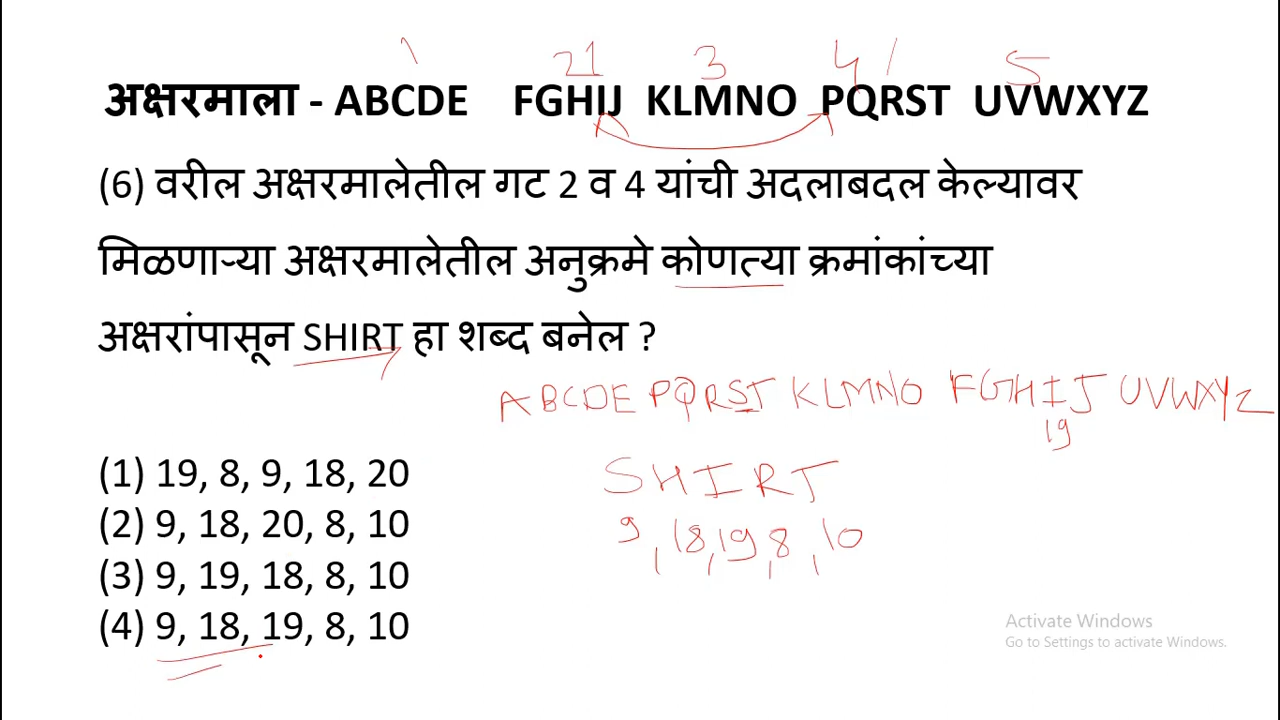 1 2 3 4 5
अक्षरमाला - ABCDE FGHIJ KLMNO PQRST UVWXYZ
(6) वरील अक्षरमालेतील गट 2 व 4 यांची अदलाबदल केल्यावर
मिळणाऱ्या अक्षरमालेतील अनुक्रमे कोणत्या क्रमांकांच्या
अक्षरांपासून SHIRT हा शब्द बनेल ?
ABCDE PQRST KLMNO FGHIJ UVWXYZ
19
(1) 19, 8, 9, 18, 20
SHIRT
(2) 9, 18, 20, 8, 10
9, 18, 19, 8, 10
(3) 9, 19, 18, 8, 10
(4) 9, 18, 19, 8, 10
Activate Windows
Go to Settings to activate Windows.